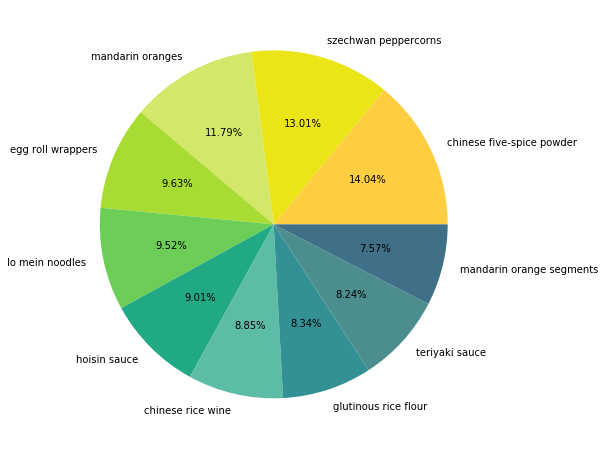 szechwan peppercorns
mandarin oranges
13.01%
11.79%
chinese five-spice powder
egg roll wrappers
14.04%
9.63%
lo mein noodles
9.52%
7.57%
mandarin orange segments
9.01%
8.24%
8.85%
8.34%
hoisin sauce
teriyaki sauce
chinese rice wine
glutinous rice flour